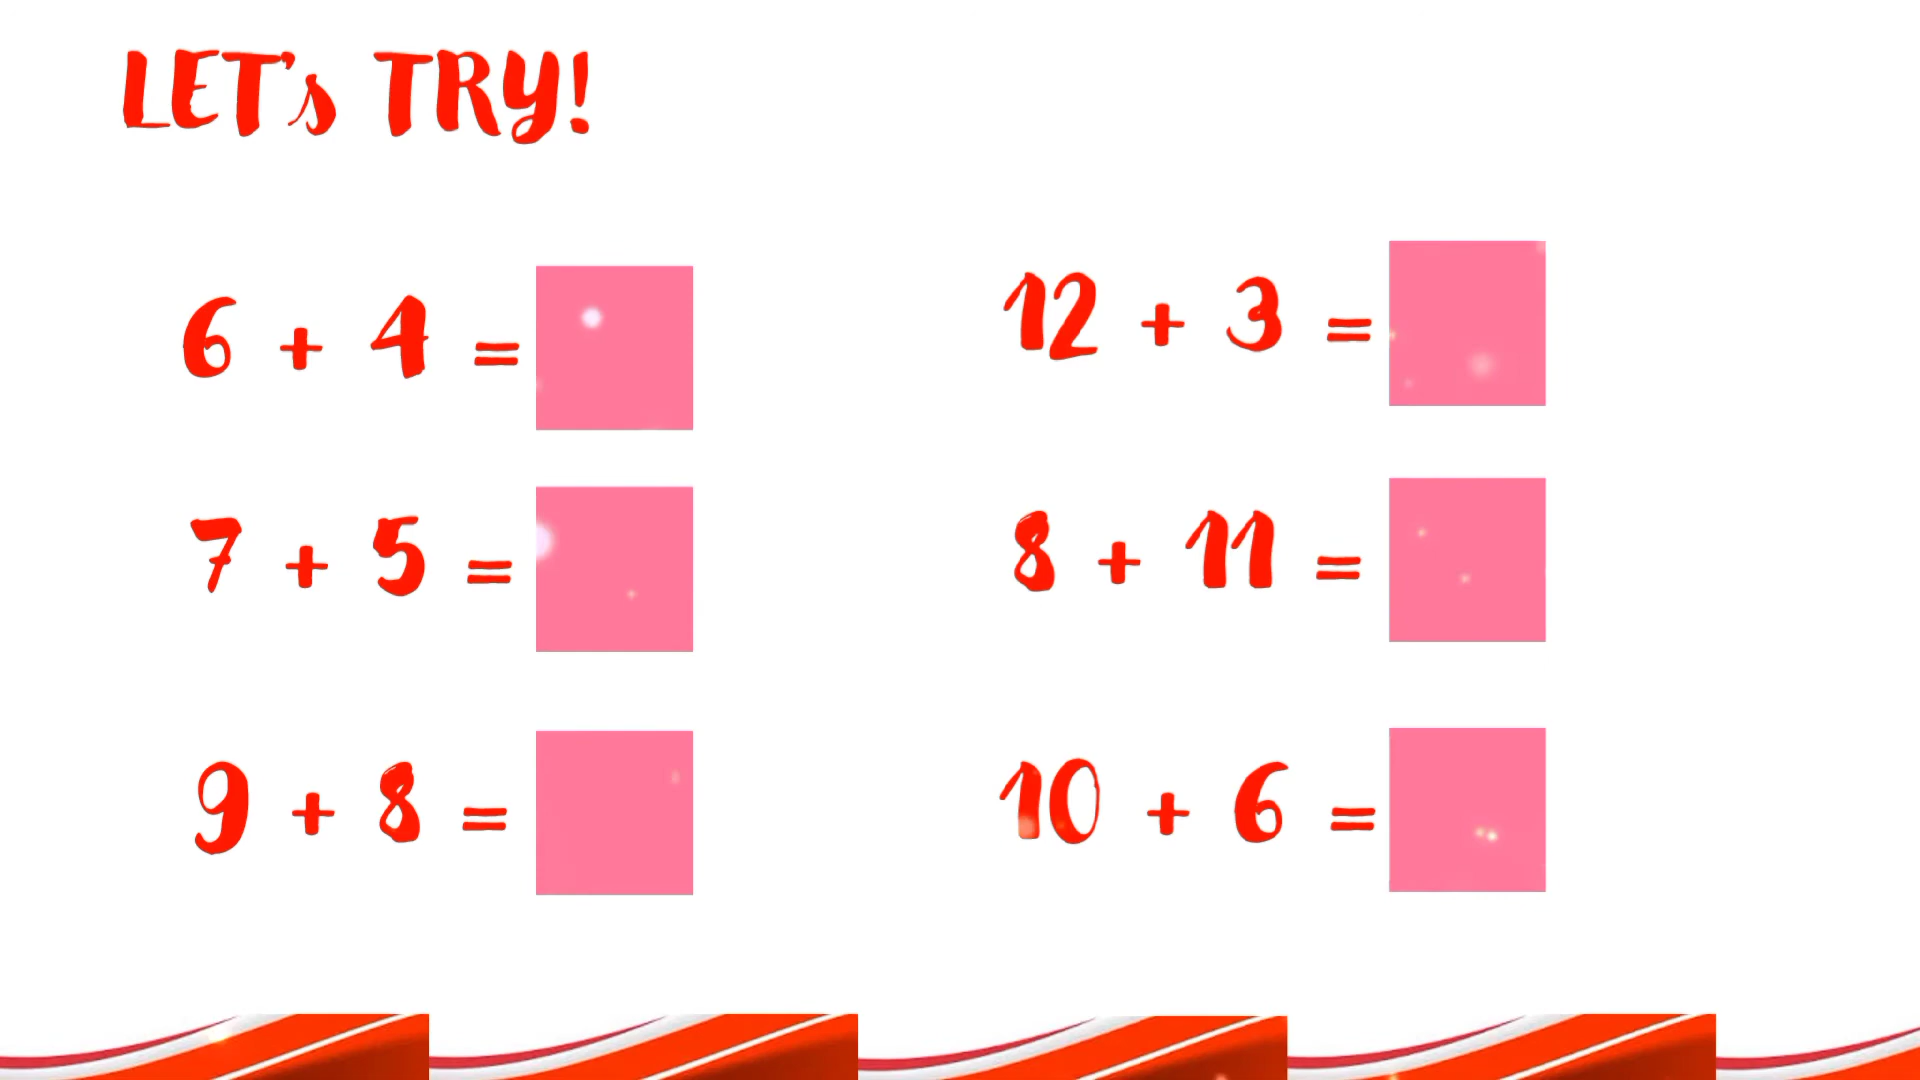 LET's TRY!
6 + 4 =
7 + 5 =
9 + 8 =
12 + 3 =
8 + 11 =
10 + 6 =